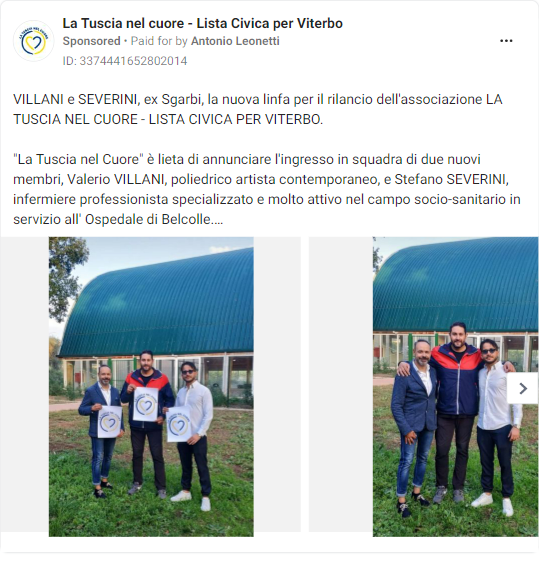 La Tuscia nel cuore - Lista Civica per Viterbo
Sponsored • Paid for by Antonio Leonetti
ID: 3374441652802014
VILLANI e SEVERINI, ex Sgarbi, la nuova linfa per il rilancio dell'associazione LA
TUSCIA NEL CUORE - LISTA CIVICA PER VITERBO.
"La Tuscia nel Cuore" è lieta di annunciare l'ingresso in squadra di due nuovi
membri, Valerio VILLANI, poliedrico artista contemporaneo, e Stefano SEVERINI,
infermiere professionista specializzato e molto attivo nel campo socio-sanitario in
servizio all' Ospedale di Belcolle....